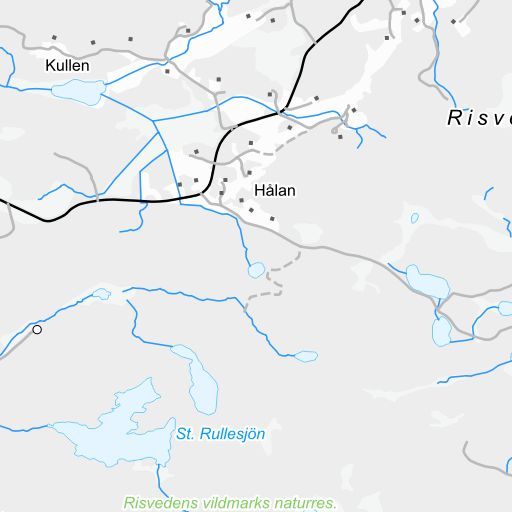 Kullen
Risve
Hålan
St. Rullesjön
Risvedens vildmarks naturres.